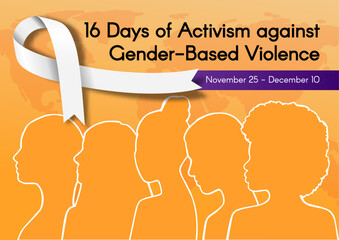 16 Days of Activism against
Gender-Based Violence
November 25 - December 10